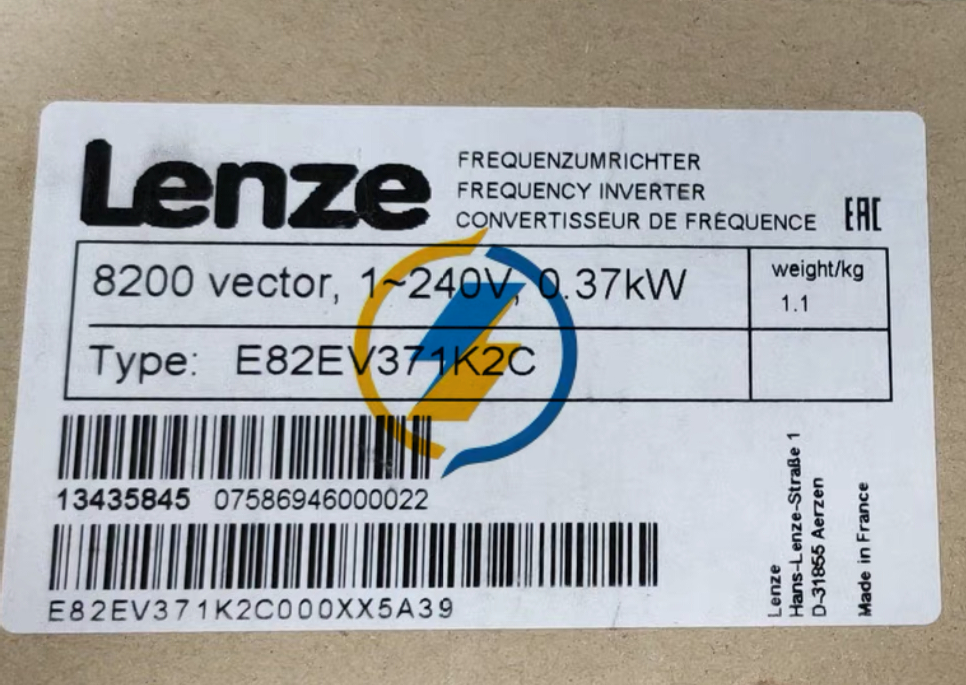 Lenze
FREQUENZUMRICHTER
FREQUENCY INVERTER
CONVERTISSEUR DE FRÉQUENCE
EAC
8200 vector, 1~240V, 0.37kW
weight/kg
1.1
Type: E82EV371K2C
13435845 07586946000022
E82EV371K2C000XX5A39
Lenze
Hans-Lenze-Straße 1
D-31855 Aerzen
Made in France